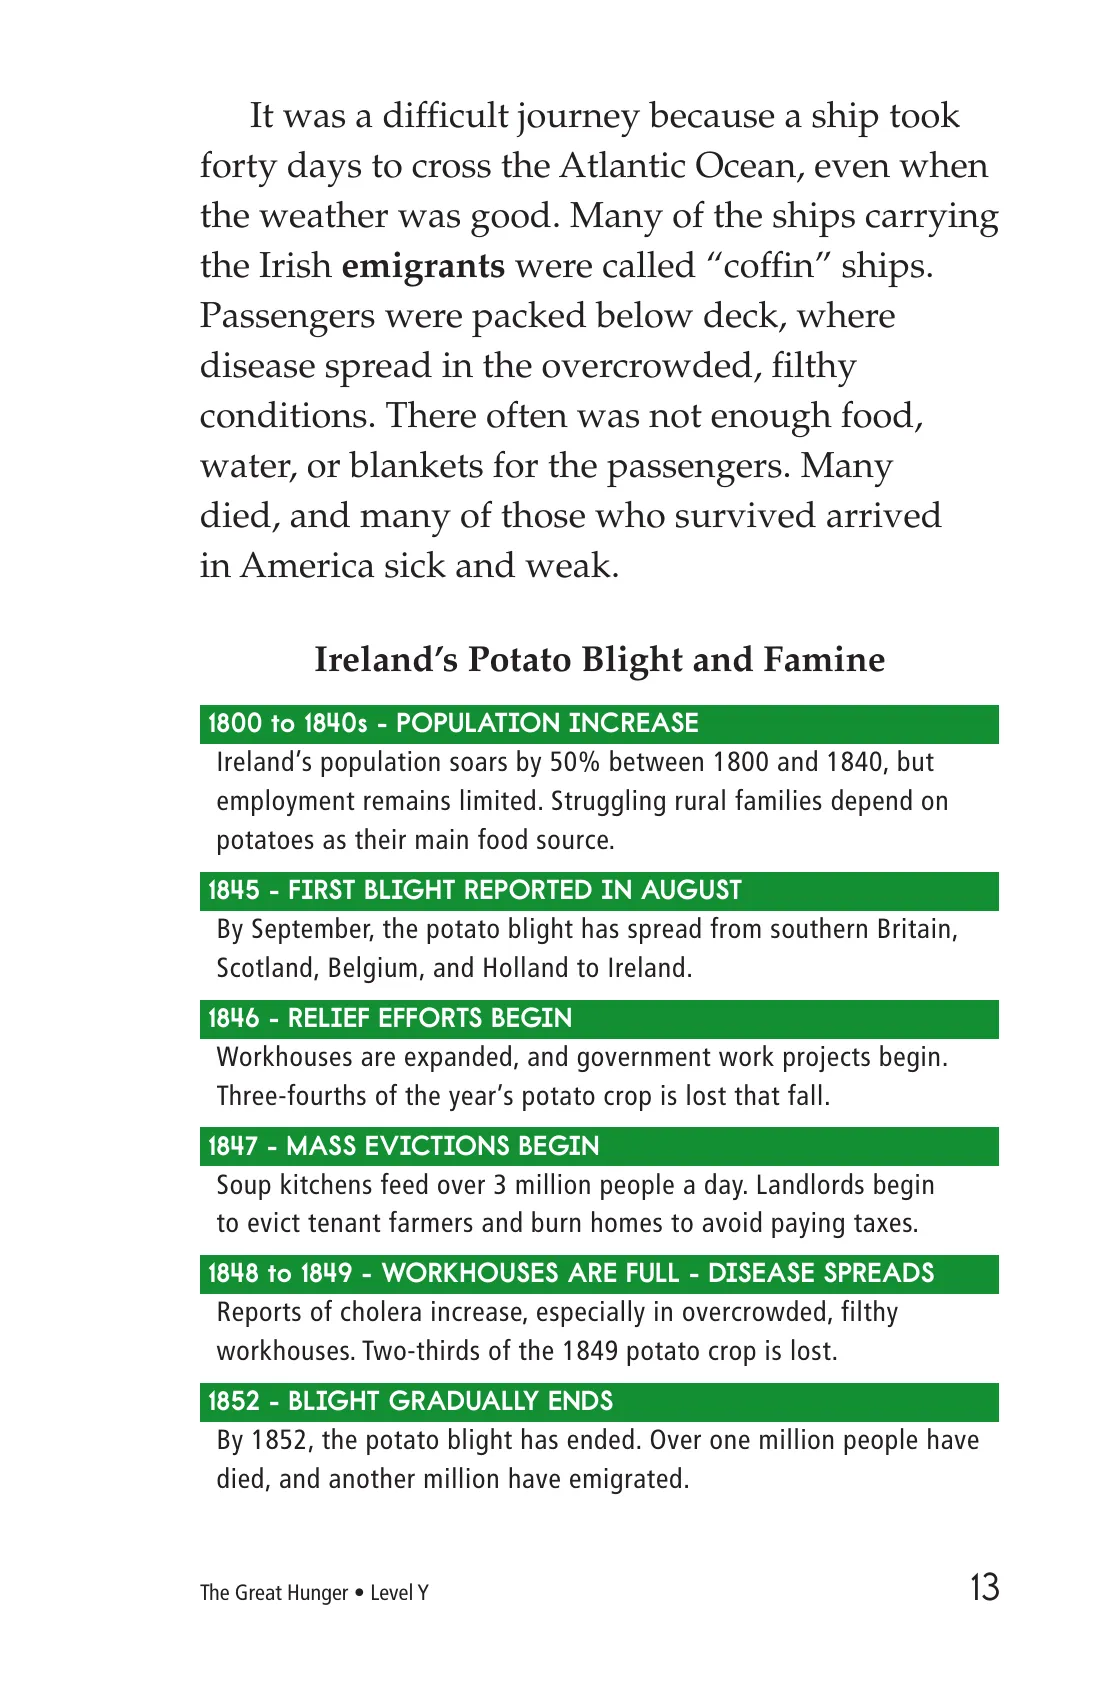 It was a difficult journey because a ship took
forty days to cross the Atlantic Ocean, even when
the weather was good. Many of the ships carrying
the Irish emigrants were called “coffin” ships.
Passengers were packed below deck, where
disease spread in the overcrowded, filthy
conditions. There often was not enough food,
water, or blankets for the passengers. Many
died, and many of those who survived arrived
in America sick and weak.
Ireland’s Potato Blight and Famine
1800 to 1840s - POPULATION INCREASE
Ireland’s population soars by 50% between 1800 and 1840, but
employment remains limited. Struggling rural families depend on
potatoes as their main food source.
1845 - FIRST BLIGHT REPORTED IN AUGUST
By September, the potato blight has spread from southern Britain,
Scotland, Belgium, and Holland to Ireland.
1846 - RELIEF EFFORTS BEGIN
Workhouses are expanded, and government work projects begin.
Three-fourths of the year’s potato crop is lost that fall.
1847 - MASS EVICTIONS BEGIN
Soup kitchens feed over 3 million people a day. Landlords begin
to evict tenant farmers and burn homes to avoid paying taxes.
1848 to 1849 - WORKHOUSES ARE FULL - DISEASE SPREADS
Reports of cholera increase, especially in overcrowded, filthy
workhouses. Two-thirds of the 1849 potato crop is lost.
1852 - BLIGHT GRADUALLY ENDS
By 1852, the potato blight has ended. Over one million people have
died, and another million have emigrated.
The Great Hunger • Level Y
13